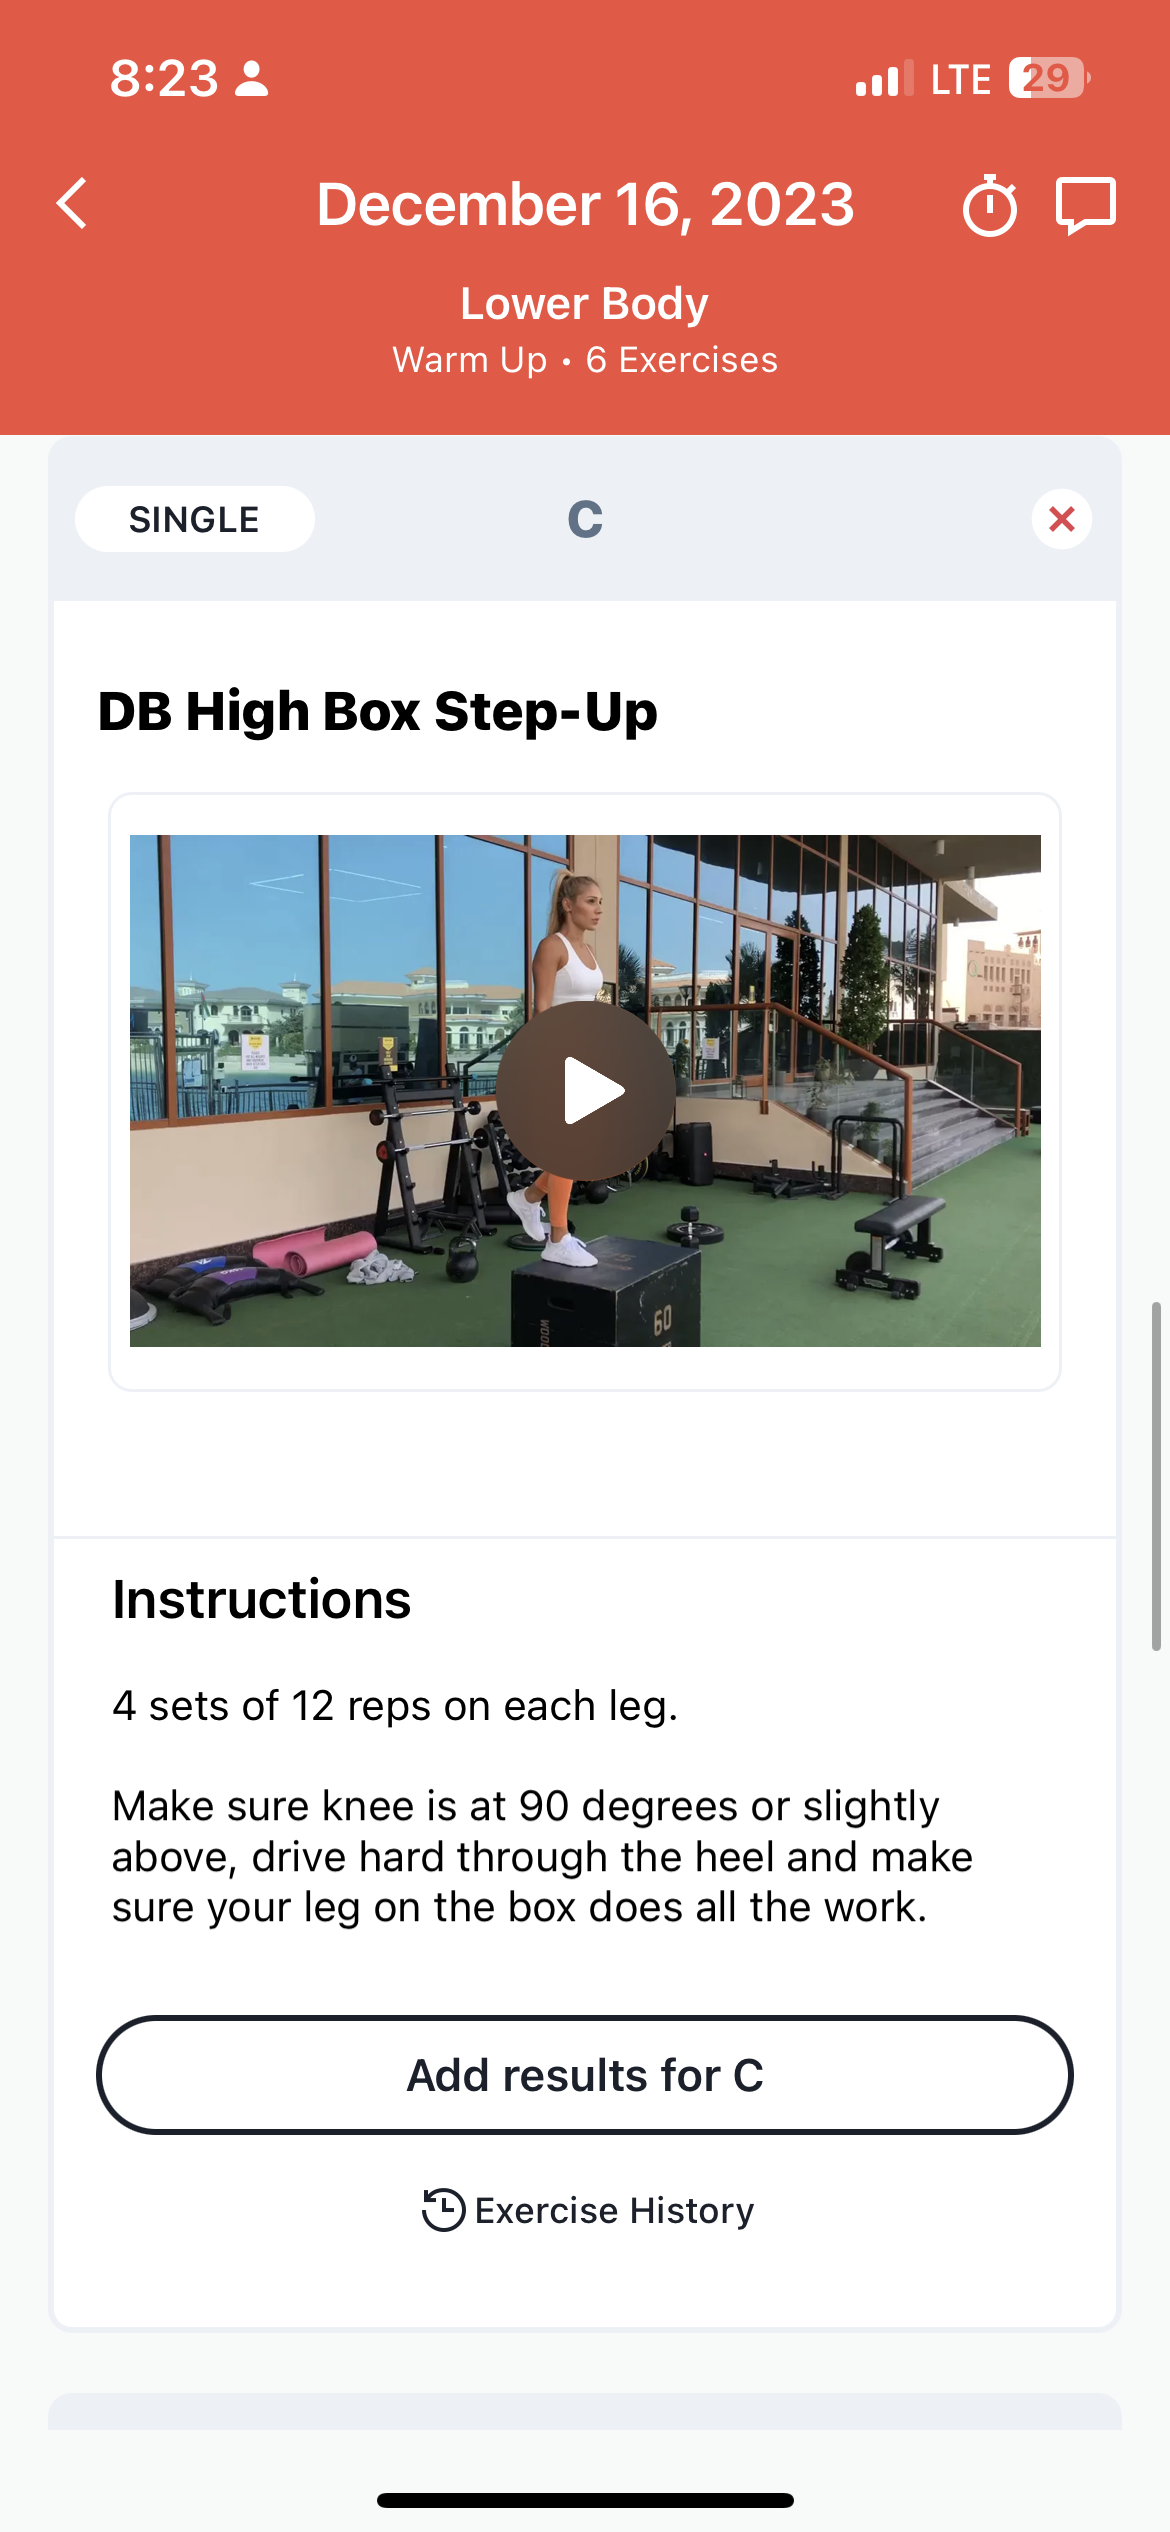 8:23
LTE 29
December 16, 2023
Lower Body
Warm Up • 6 Exercises
SINGLE
C
DB High Box Step-Up
60
Instructions
4 sets of 12 reps on each leg.
Make sure knee is at 90 degrees or slightly
above, drive hard through the heel and make
sure your leg on the box does all the work.
Add results for C
Exercise History